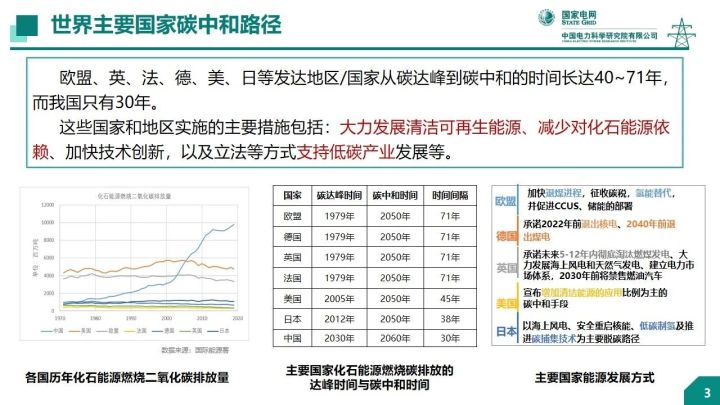 世界主要国家碳中和路径
国家电网
STATE GRID
中国电力科学研究院有限公司
CHINA ELECTRIC POWER RESEARCH INSTITUTE
欧盟、英、法、德、美、日等发达地区/国家从碳达峰到碳中和的时间长达40~71年，
而我国只有30年。
这些国家和地区实施的主要措施包括：大力发展清洁可再生能源、减少对化石能源依
赖、加快技术创新，以及立法等方式支持低碳产业发展等。
化石能源燃烧二氧化碳排放量
单位：百万吨
12000
10000
8000
6000
4000
2000
0
1970 1980 1990 2000 2010 2020
中国 美国 欧盟 法国 德国 英国 日本
数据来源：国际能源署
各国历年化石能源燃烧二氧化碳排放量
国家 碳达峰时间 碳中和时间 时间间隔
欧盟 1979年 2050年 71年
德国 1979年 2050年 71年
英国 1979年 2050年 71年
法国 1979年 2050年 71年
美国 2005年 2050年 45年
日本 2012年 2050年 38年
中国 2030年 2060年 30年
主要国家化石能源燃烧碳排放的
达峰时间与碳中和时间
欧盟
加快退煤进程，征收碳税，氢能替代，
并促进CCUS、储能的部署
德国
承诺2022年前退出核电、2040年前退
出煤电
英国
承诺未来5-12年内彻底淘汰燃煤发电、大
力发展海上风电和天然气发电、建立电力市
场体系，2030年前将禁售燃油汽车
美国
宣布增加清洁能源的应用比例为主的
碳中和手段
日本
以海上风电、安全重启核能、低碳制氢及推
进碳捕集技术为主要脱碳路径
主要国家能源发展方式
3